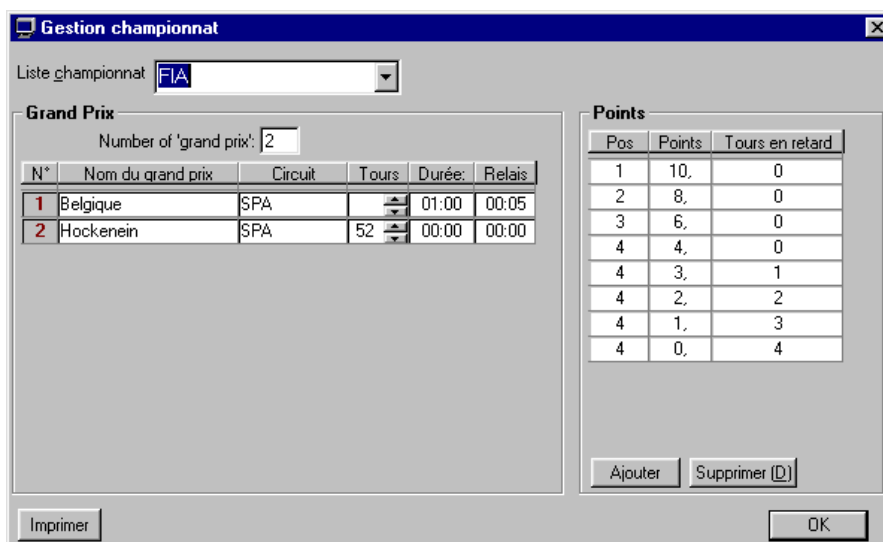 Gestion championnat
Liste championnat FIA
Grand Prix
Number of 'grand prix': 2
N° Nom du grand prix Circuit Tours Durée: Relais
1 Belgique SPA 01:00 00:05
2 Hockenein SPA 52 00:00 00:00
Points
Pos Points Tours en retard
1 10, 0
2 8, 0
3 6, 0
4 4, 0
4 3, 1
4 2, 2
4 1, 3
4 0, 4
Ajouter Supprimer (D)
Imprimer OK